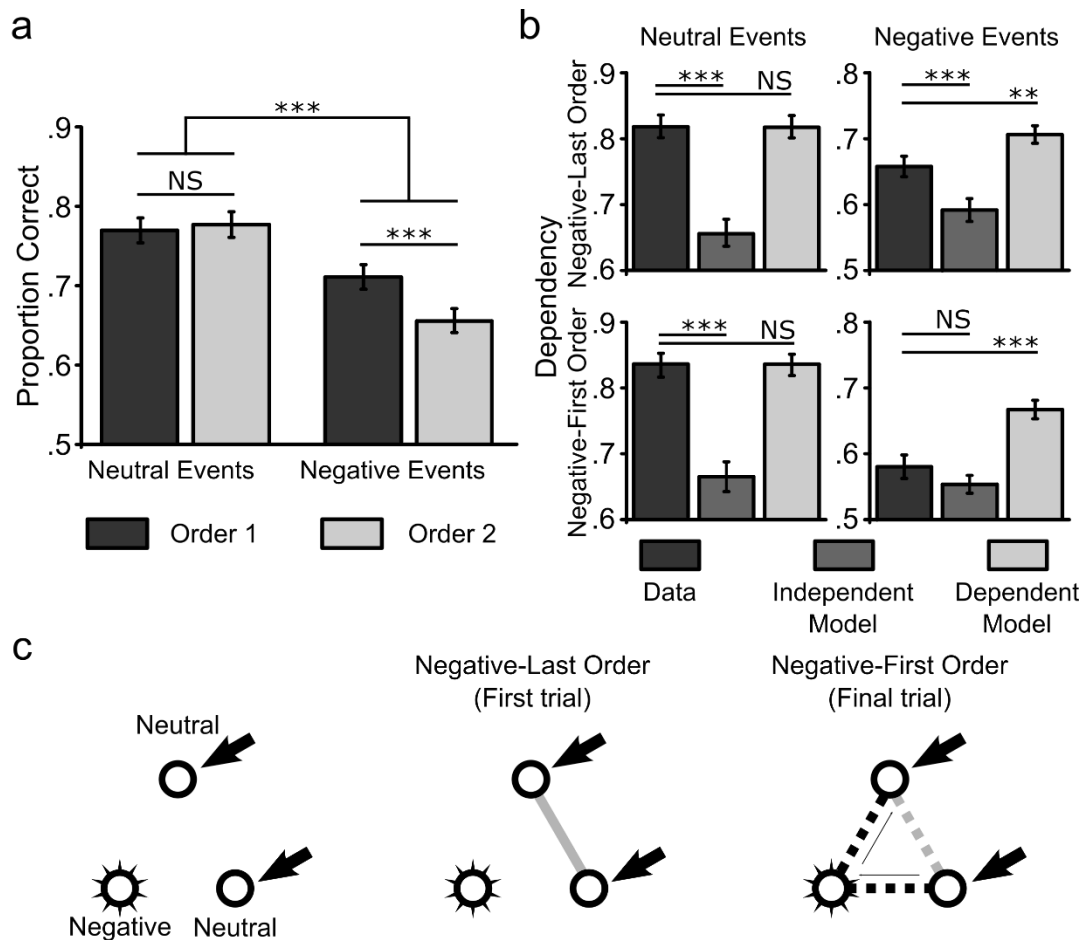 a
Proportion Correct
.9
.8
.7
.6
.5
***
NS
***
Neutral Events
Negative Events
Order 1
Order 2
b
Neutral Events
Negative Events
Dependency
Negative-Last Order
.9
.8
.7
.6
***
NS
.8
.7
.6
.5
***
**
Negative-First Order
.9
.8
.7
.6
***
NS
.8
.7
.6
.5
NS
***
Data
Independent
Model
Dependent
Model
c
Neutral
Negative
Neutral
Negative-Last Order
(First trial)
Negative-First Order
(Final trial)